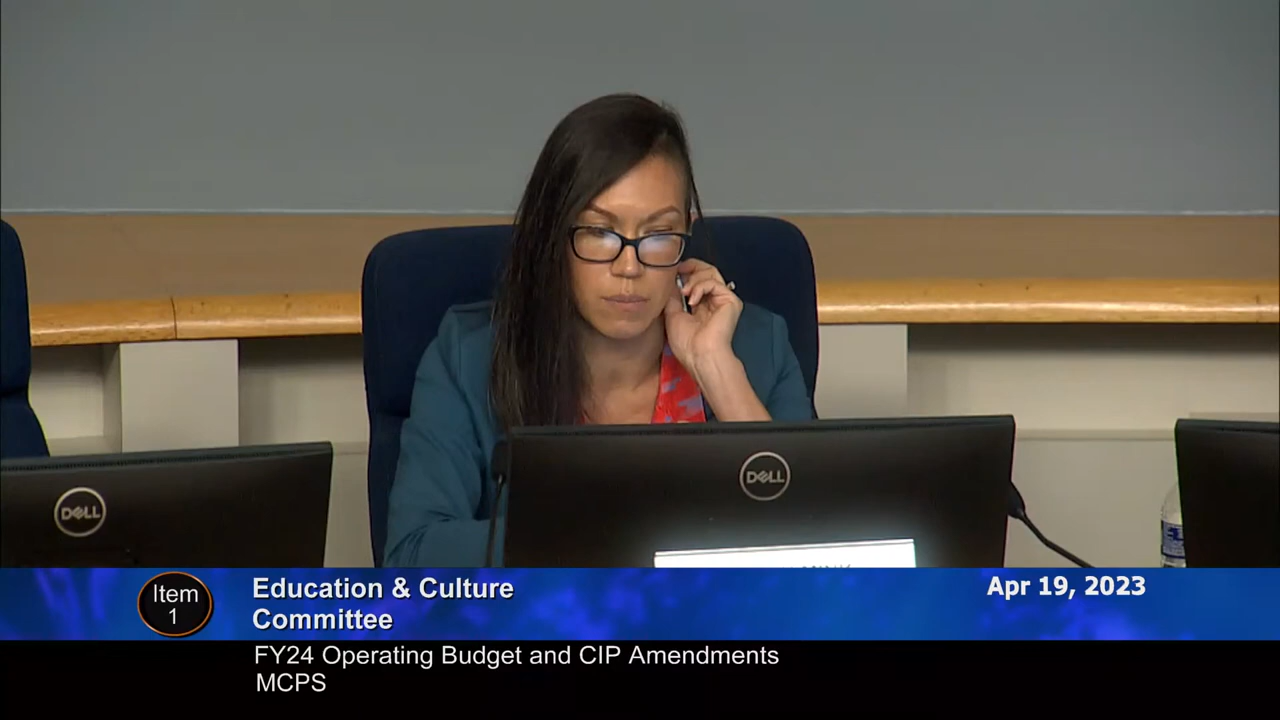 DELL
DELL
Item
1
Education & Culture
Committee
Apr 19, 2023
FY24 Operating Budget and CIP Amendments
MCPS